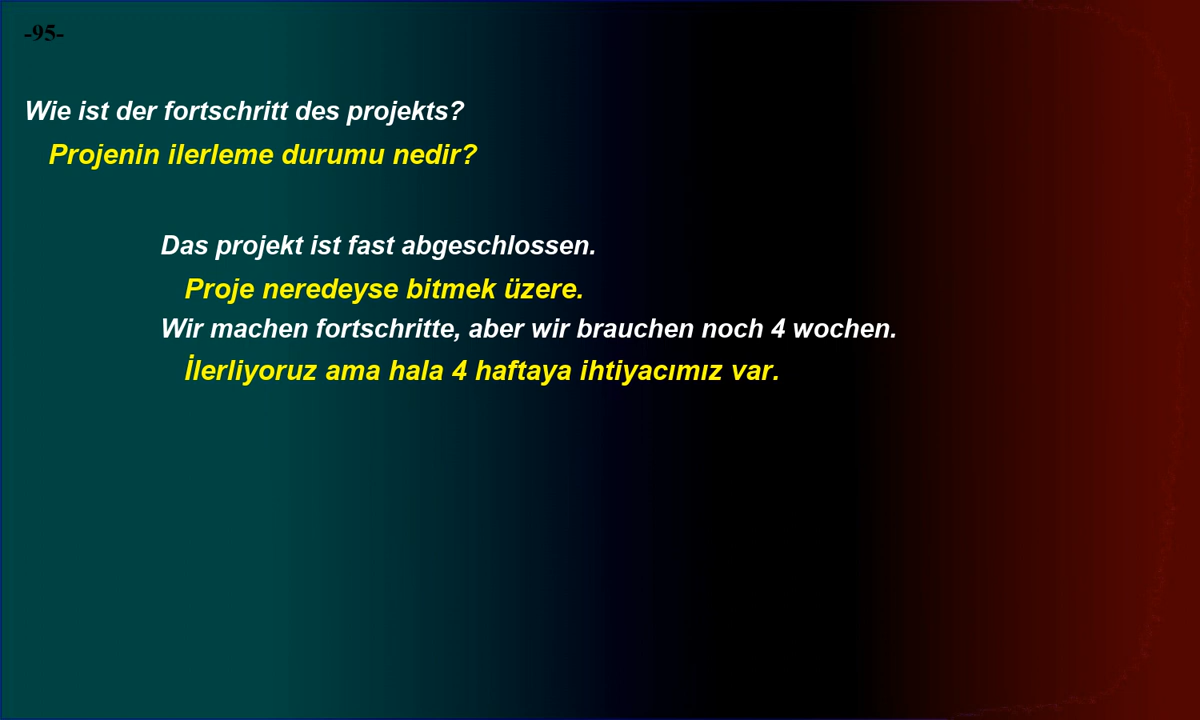 -95-
Wie ist der fortschritt des projekts?
Projenin ilerleme durumu nedir?
Das projekt ist fast abgeschlossen.
Proje neredeyse bitmek üzere.
Wir machen fortschritte, aber wir brauchen noch 4 wochen.
İlerliyoruz ama hala 4 haftaya ihtiyacımız var.